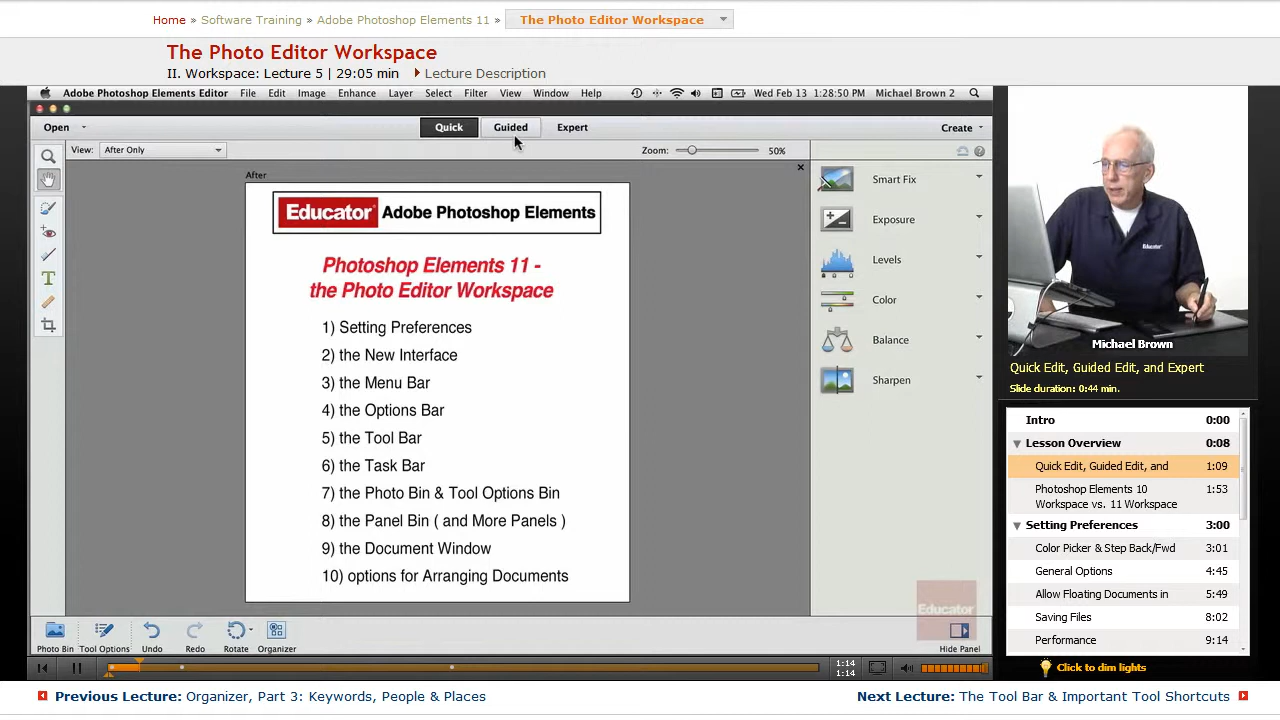 Home » Software Training » Adobe Photoshop Elements 11 » The Photo Editor Workspace
The Photo Editor Workspace
II. Workspace: Lecture 5 | 29:05 min Lecture Description
Adobe Photoshop Elements Editor File Edit Image Enhance Layer Select Filter View Window Help Wed Feb 13 1:28:50 PM Michael Brown 2
Open Quick Guided Expert Create
View: After Only Zoom: 50%
After
Educator Adobe Photoshop Elements
Photoshop Elements 11 -
the Photo Editor Workspace
1) Setting Preferences
2) the New Interface
3) the Menu Bar
4) the Options Bar
5) the Tool Bar
6) the Task Bar
7) the Photo Bin & Tool Options Bin
8) the Panel Bin ( and More Panels )
9) the Document Window
10) options for Arranging Documents
Smart Fix
Exposure
Levels
Color
Balance
Sharpen
Educator
Photo Bin Tool Options Undo Redo Rotate Organizer Hide Panel
1:14
1:14
Educator
Michael Brown
Quick Edit, Guided Edit, and Expert
Slide duration: 0:44 min.
Intro 0:00
Lesson Overview 0:08
Quick Edit, Guided Edit, and 1:09
Photoshop Elements 10 1:53
Workspace vs. 11 Workspace
Setting Preferences 3:00
Color Picker & Step Back/Fwd 3:01
General Options 4:45
Allow Floating Documents in 5:49
Saving Files 8:02
Performance 9:14
Click to dim lights
Previous Lecture: Organizer, Part 3: Keywords, People & Places
Next Lecture: The Tool Bar & Important Tool Shortcuts